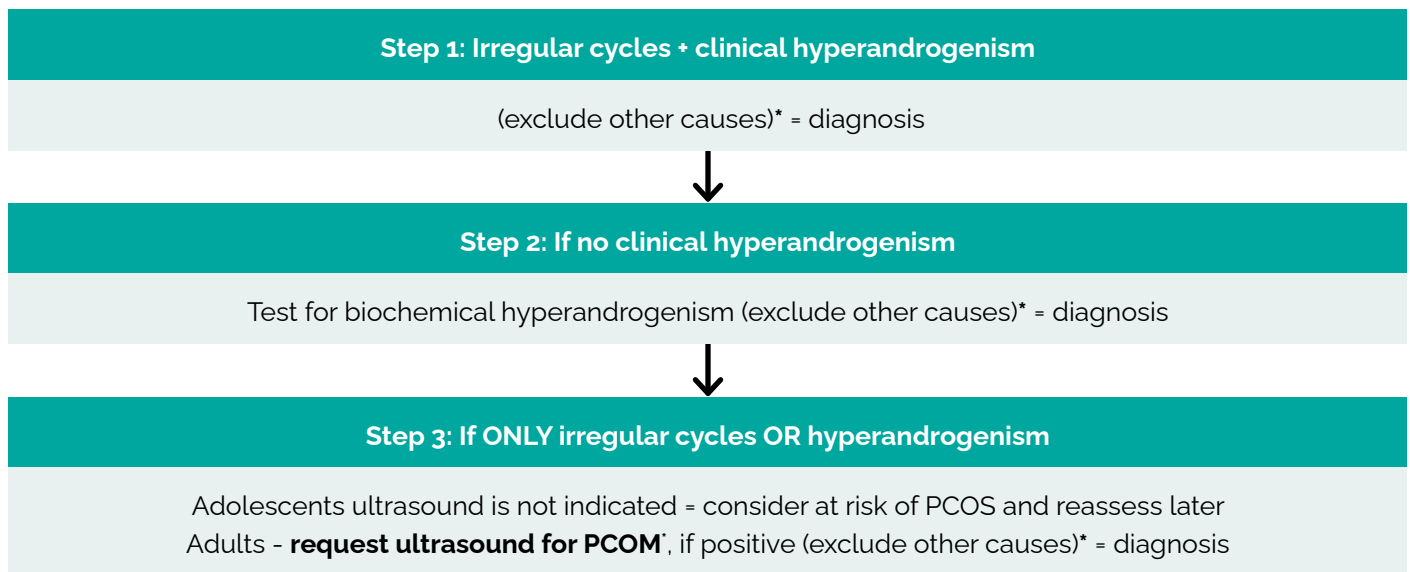 Step 1: Irregular cycles + clinical hyperandrogenism
(exclude other causes)* = diagnosis
Step 2: If no clinical hyperandrogenism
Test for biochemical hyperandrogenism (exclude other causes)* = diagnosis
Step 3: If ONLY irregular cycles OR hyperandrogenism
Adolescents ultrasound is not indicated = consider at risk of PCOS and reassess later
Adults - request ultrasound for PCOM*, if positive (exclude other causes)* = diagnosis